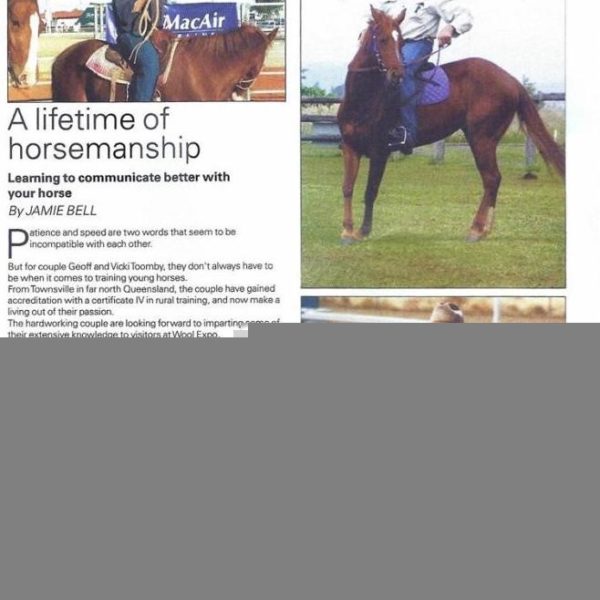 MacAir
A lifetime of
horsemanship
Learning to communicate better with
your horse
By JAMIE BELL
Patience and speed are two words that seem to be
incompatible with each other.
But for couple Geoff and Vicki Toomby, they don't always have to
be when it comes to training young horses.
From Townsville in far north Queensland, the couple have gained
accreditation with a certificate IV in rural training, and now make a
living out of their passion.
The hardworking couple are looking forward to imparting some of
their extensive knowledge to visitors at Wool Expo.